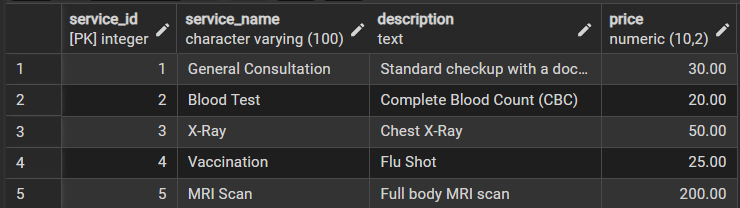 service_id service_name description price
[PK] integer character varying (100) text numeric (10,2)
1 1 General Consultation Standard checkup with a doc… 30.00
2 2 Blood Test Complete Blood Count (CBC) 20.00
3 3 X-Ray Chest X-Ray 50.00
4 4 Vaccination Flu Shot 25.00
5 5 MRI Scan Full body MRI scan 200.00